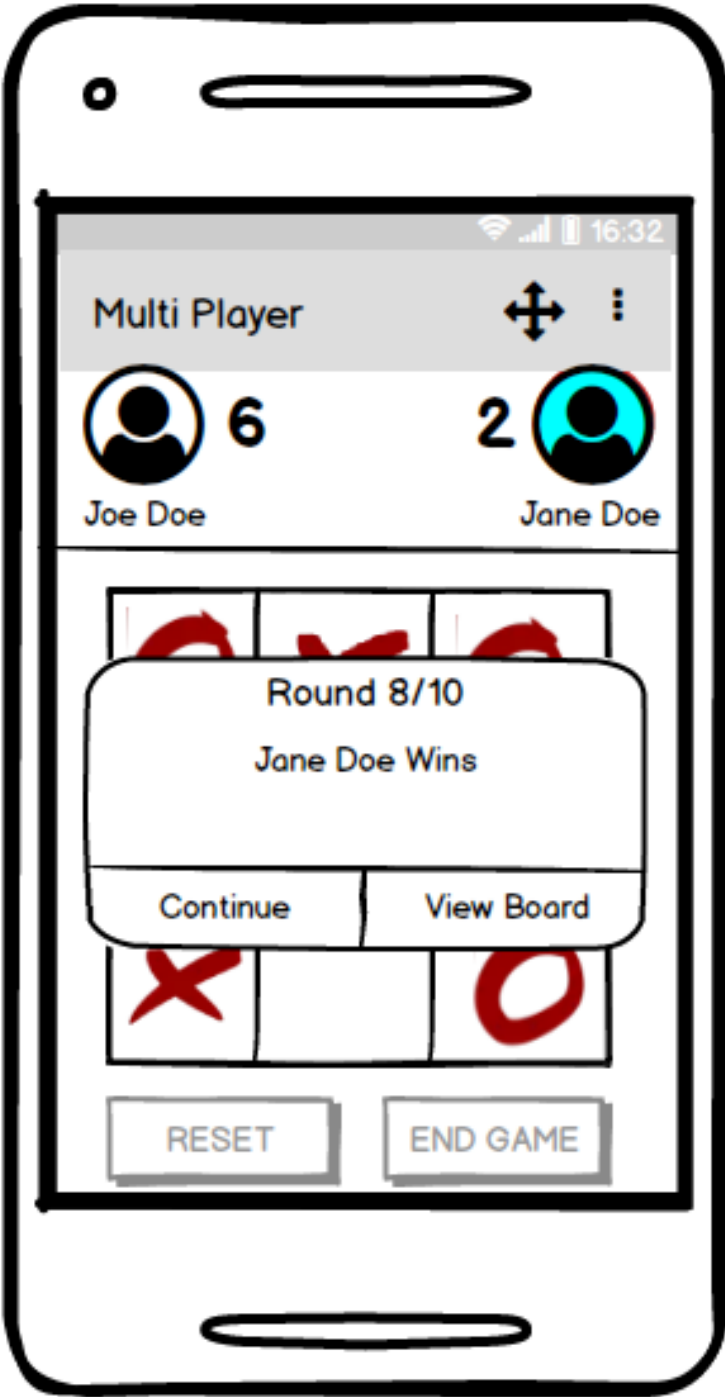 16:32
Multi Player
6 2
Joe Doe Jane Doe
O X O
Round 8/10
Jane Doe Wins
Continue View Board
X O
RESET END GAME